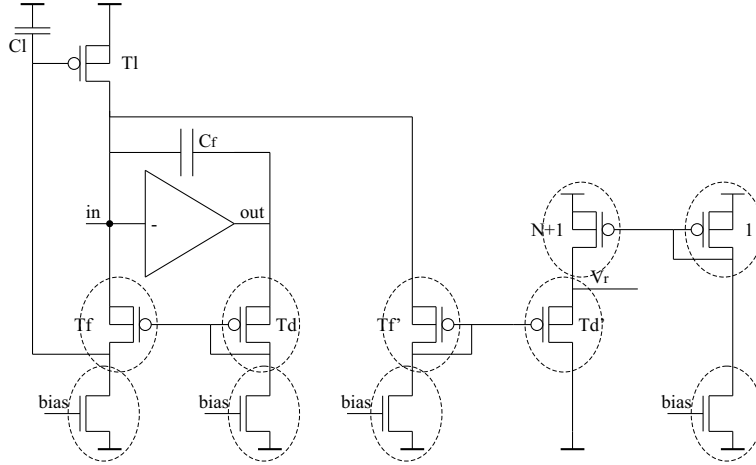 Cl
Tl
Cf
in
-
out
N+1
1
Vr
Tf
Td
Tf'
Td'
bias
bias
bias
bias